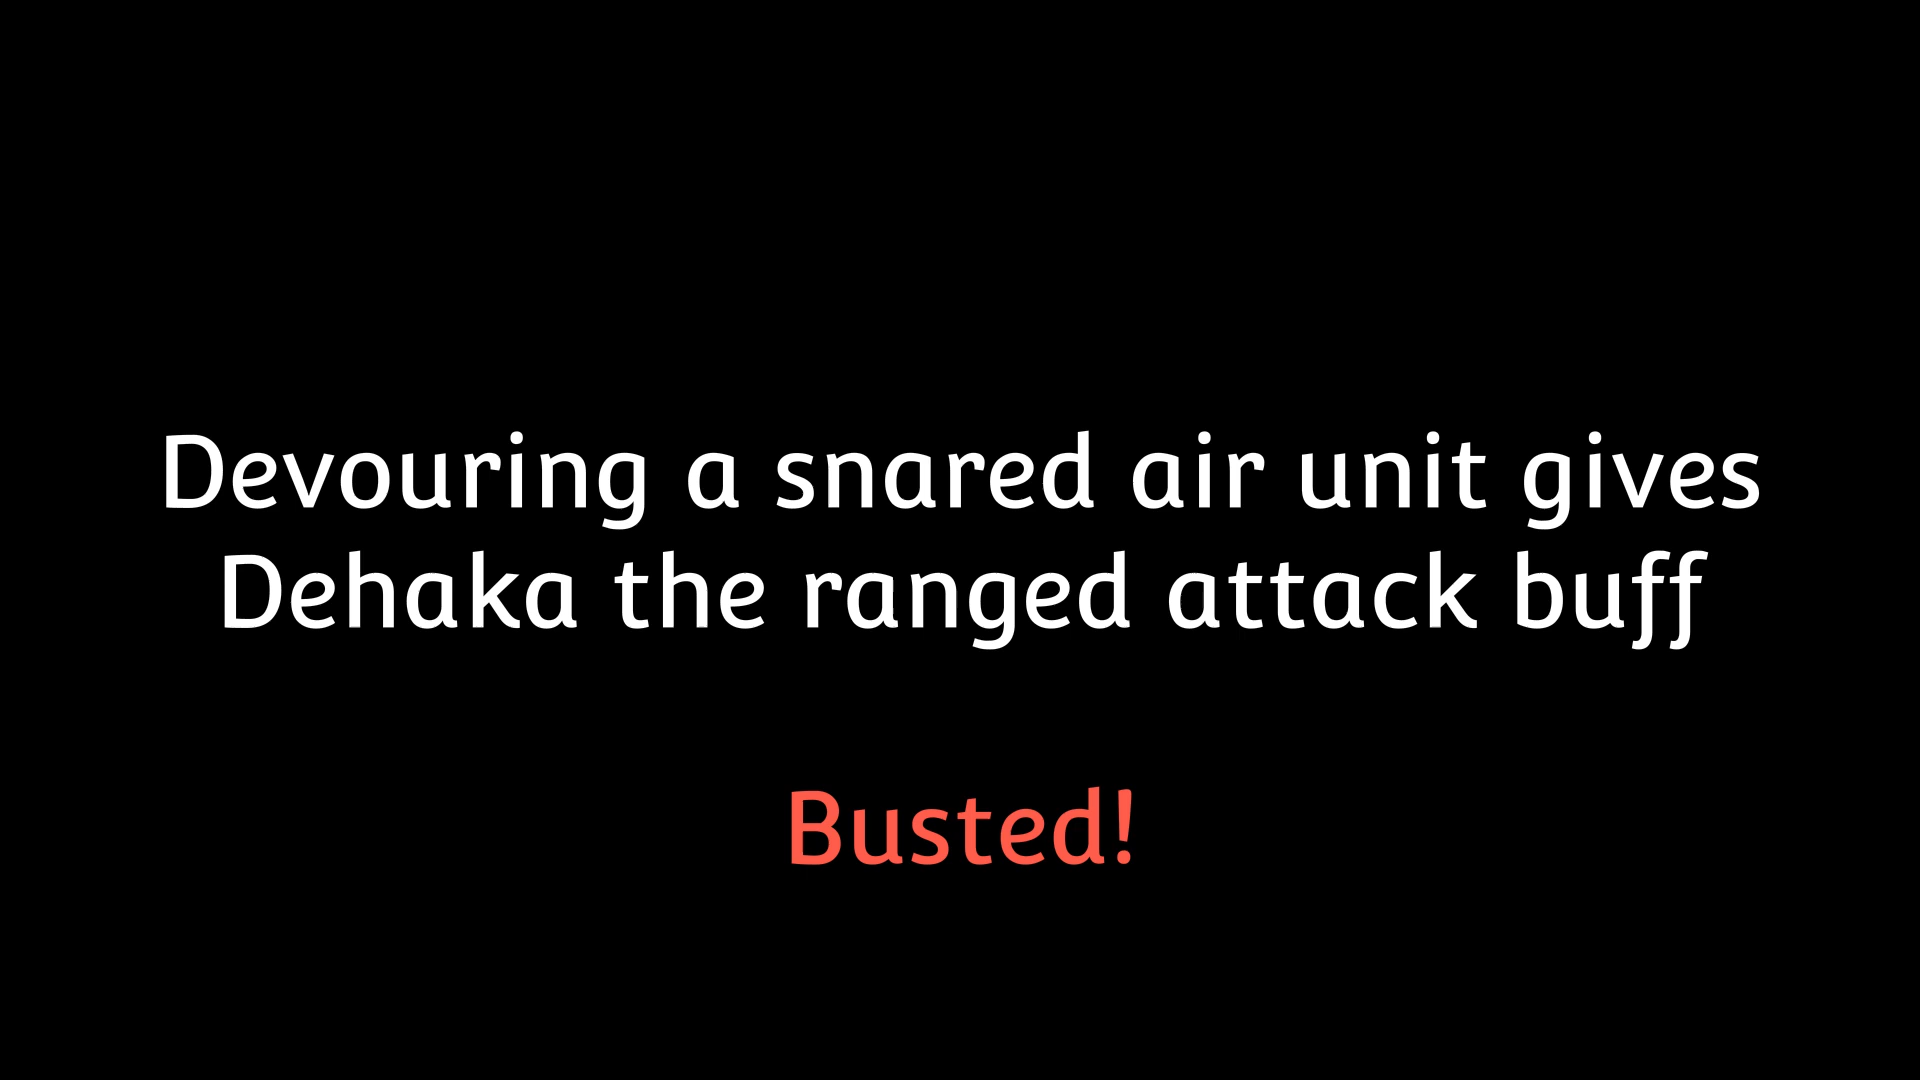 Devouring a snared air unit gives
Dehaka the ranged attack buff
Busted!